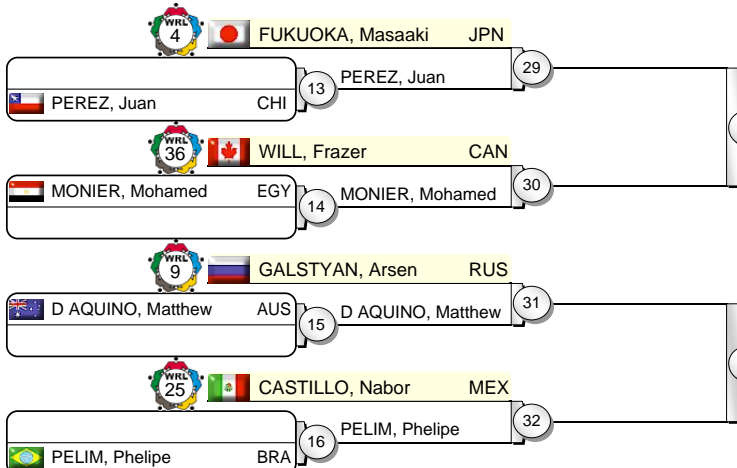 WRL
4
FUKUOKA, Masaaki JPN
29
13
PEREZ, Juan
PEREZ, Juan CHI
WRL
36
WILL, Frazer CAN
30
MONIER, Mohamed EGY
14
MONIER, Mohamed
WRL
9
GALSTYAN, Arsen RUS
31
D AQUINO, Matthew AUS
15
D AQUINO, Matthew
WRL
25
CASTILLO, Nabor MEX
32
16
PELIM, Phelipe
PELIM, Phelipe BRA